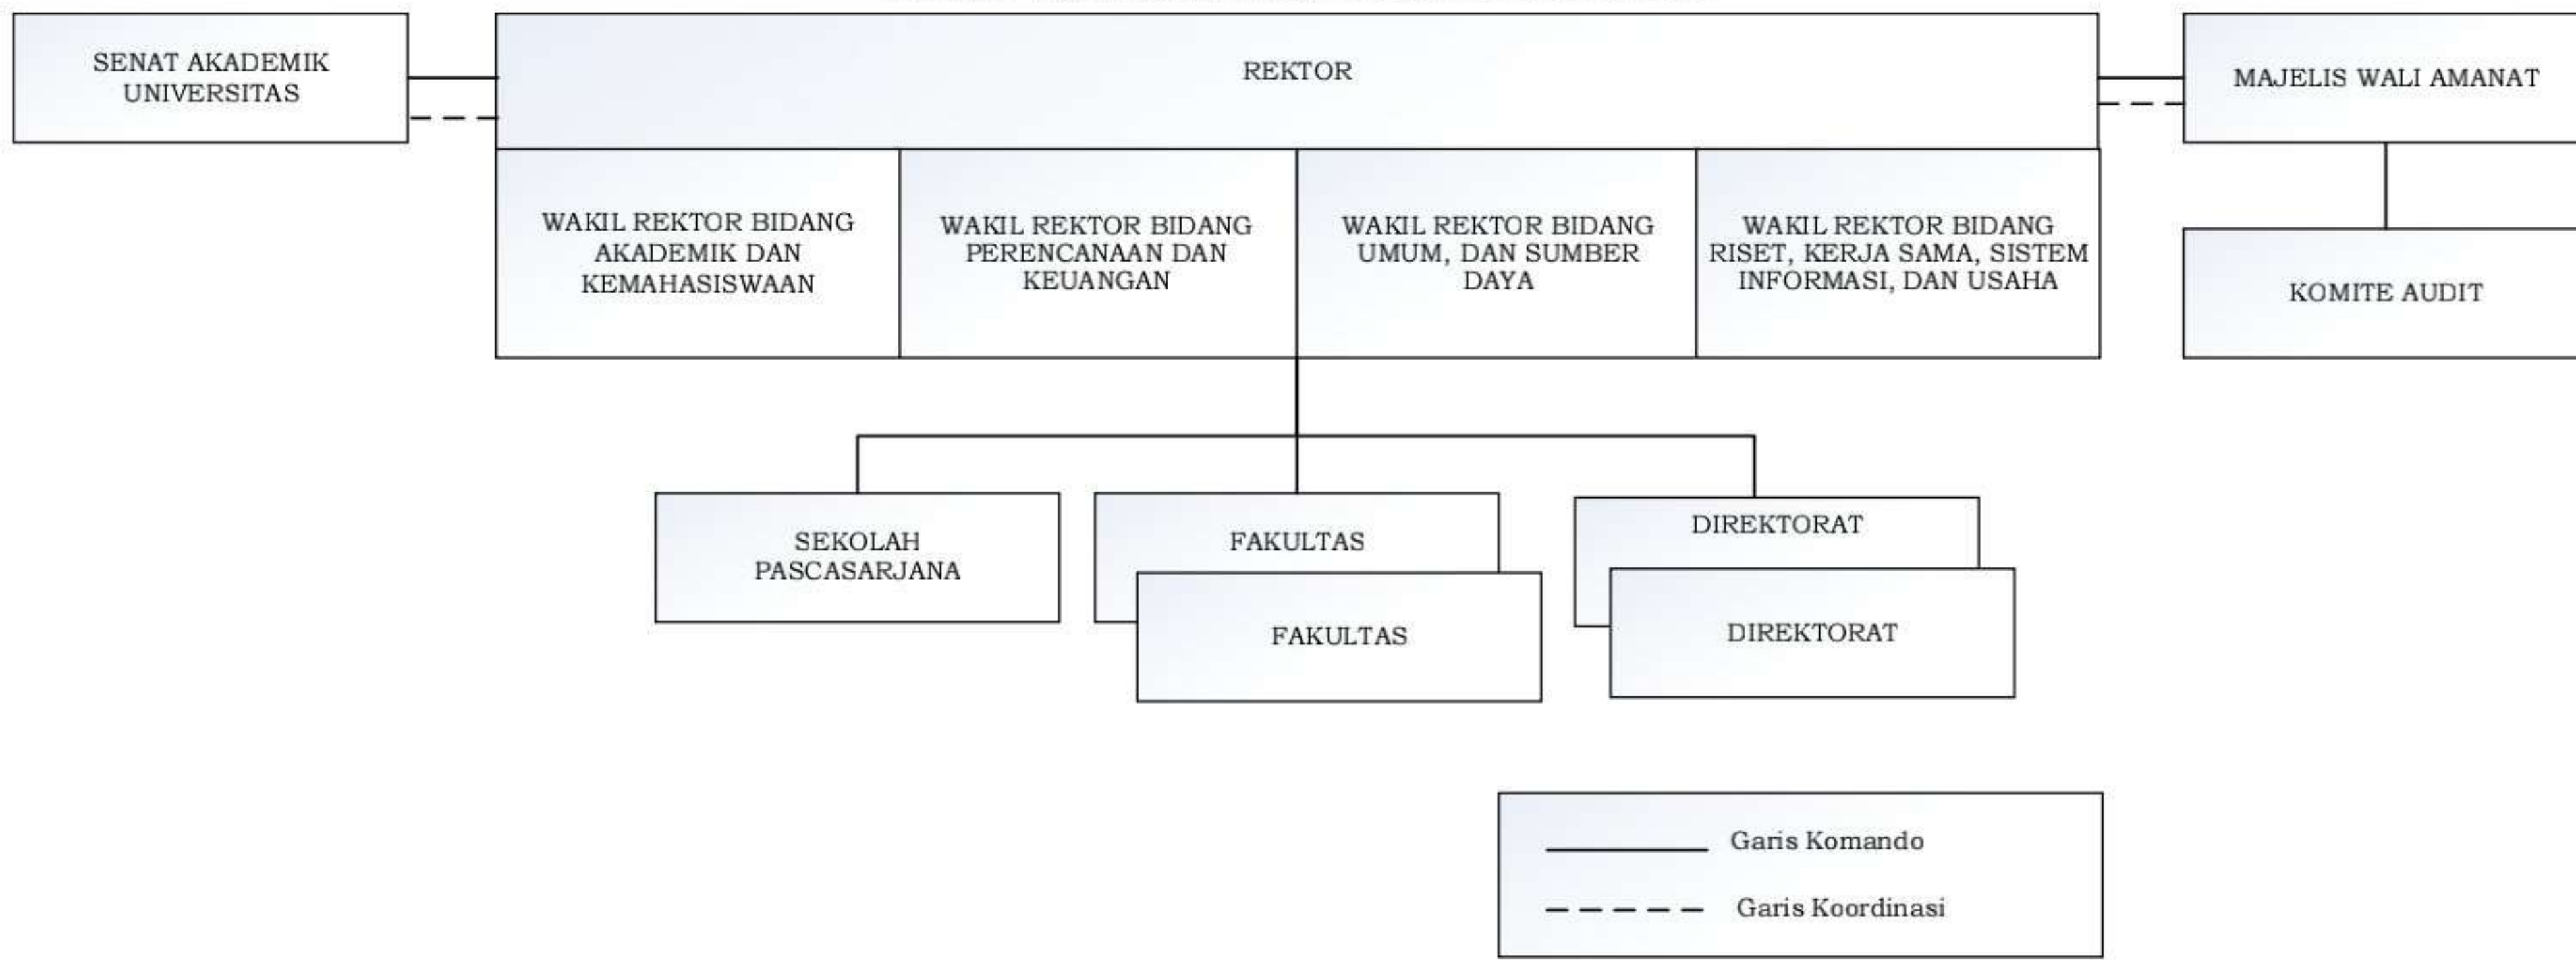 SENAT AKADEMIK
UNIVERSITAS
REKTOR
MAJELIS WALI AMANAT
WAKIL REKTOR BIDANG
AKADEMIK DAN
KEMAHASISWAAN
WAKIL REKTOR BIDANG
PERENCANAAN DAN
KEUANGAN
WAKIL REKTOR BIDANG
UMUM, DAN SUMBER
DAYA
WAKIL REKTOR BIDANG
RISET, KERJA SAMA, SISTEM
INFORMASI, DAN USAHA
KOMITE AUDIT
SEKOLAH
PASCASARJANA
FAKULTAS
FAKULTAS
DIREKTORAT
DIREKTORAT
Garis Komando
Garis Koordinasi